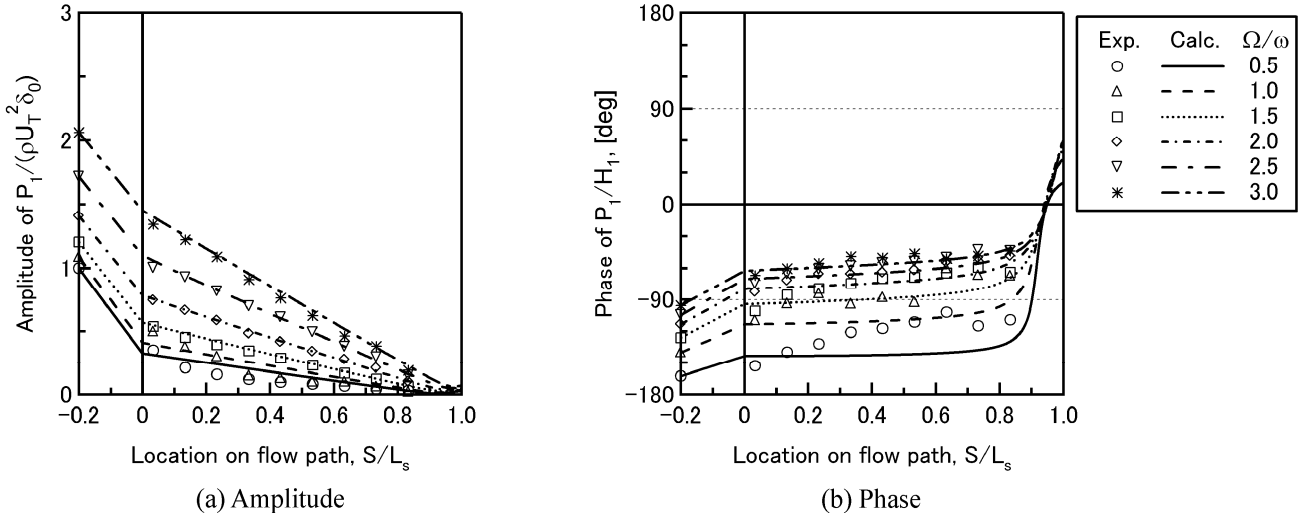 3
2
1
0
Amplitude of P₁/(ρU_T²δ₀)
−0.2 0 0.2 0.4 0.6 0.8 1.0
Location on flow path, S/Lₛ
(a) Amplitude
180
90
0
−90
−180
Phase of P₁/H₁, [deg]
−0.2 0 0.2 0.4 0.6 0.8 1.0
Location on flow path, S/Lₛ
(b) Phase
Exp. Calc. Ω/ω
0.5
1.0
1.5
2.0
2.5
3.0